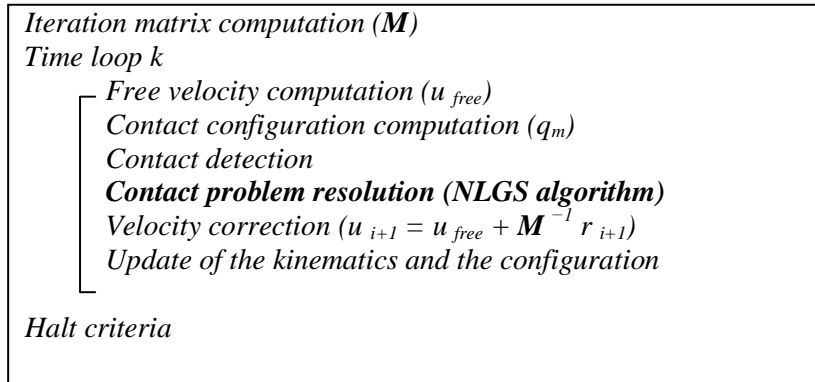 Iteration matrix computation (M)
Time loop k
Free velocity computation (u free)
Contact configuration computation (qm)
Contact detection
Contact problem resolution (NLGS algorithm)
Velocity correction (u i+1 = u free + M −1 r i+1)
Update of the kinematics and the configuration
Halt criteria